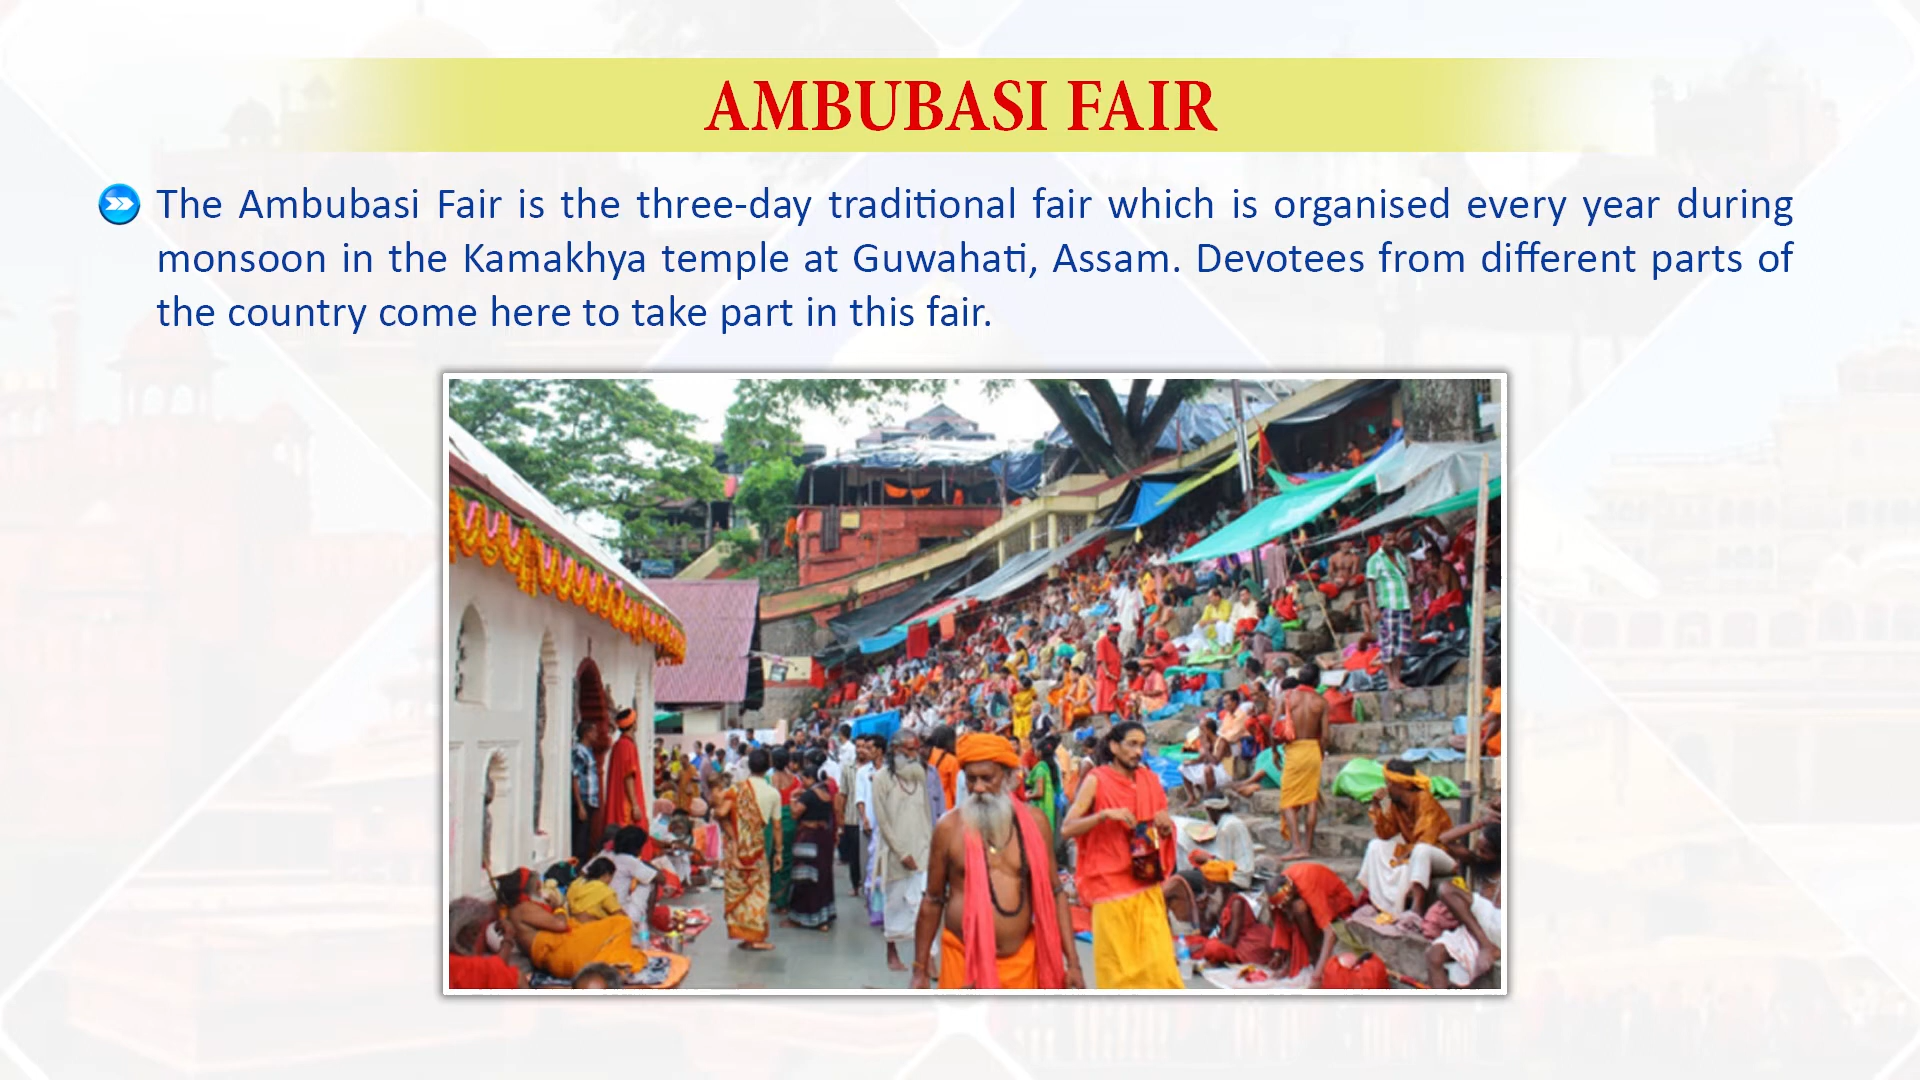 AMBUBASI FAIR
The Ambubasi Fair is the three-day traditional fair which is organised every year during
monsoon in the Kamakhya temple at Guwahati, Assam. Devotees from different parts of
the country come here to take part in this fair.